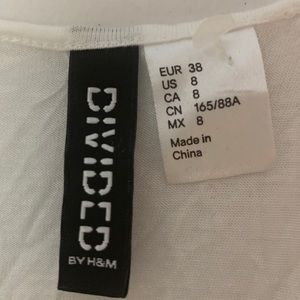 DIVIDED
BY H&M
EUR 38
US 8
CA 8
CN 165/88A
MX 8
Made in
China